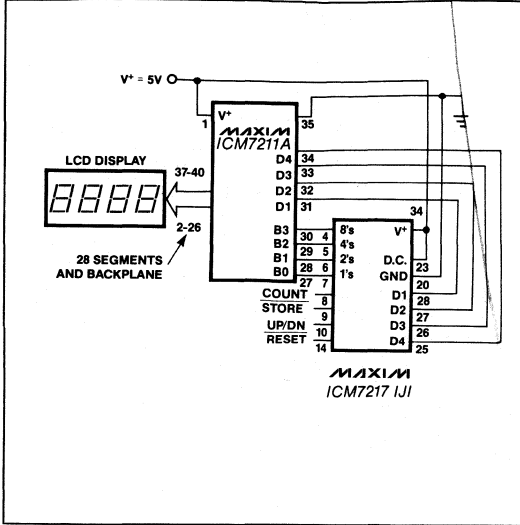 V+ = 5V
1
V+
35
MAXIM
ICM7211A
LCD DISPLAY
37-40
D4 34
D3 33
D2 32
D1 31
8888
2-26
28 SEGMENTS
AND BACKPLANE
34
B3 30 4 8's V+
B2 29 5 4's
B1 28 6 2's D.C. 23
B0 27 7 1's GND 20
COUNT 8 D1 28
STORE 9 D2 27
UP/DN 10 D3 26
RESET 14 D4 25
MAXIM
ICM7217 IJI